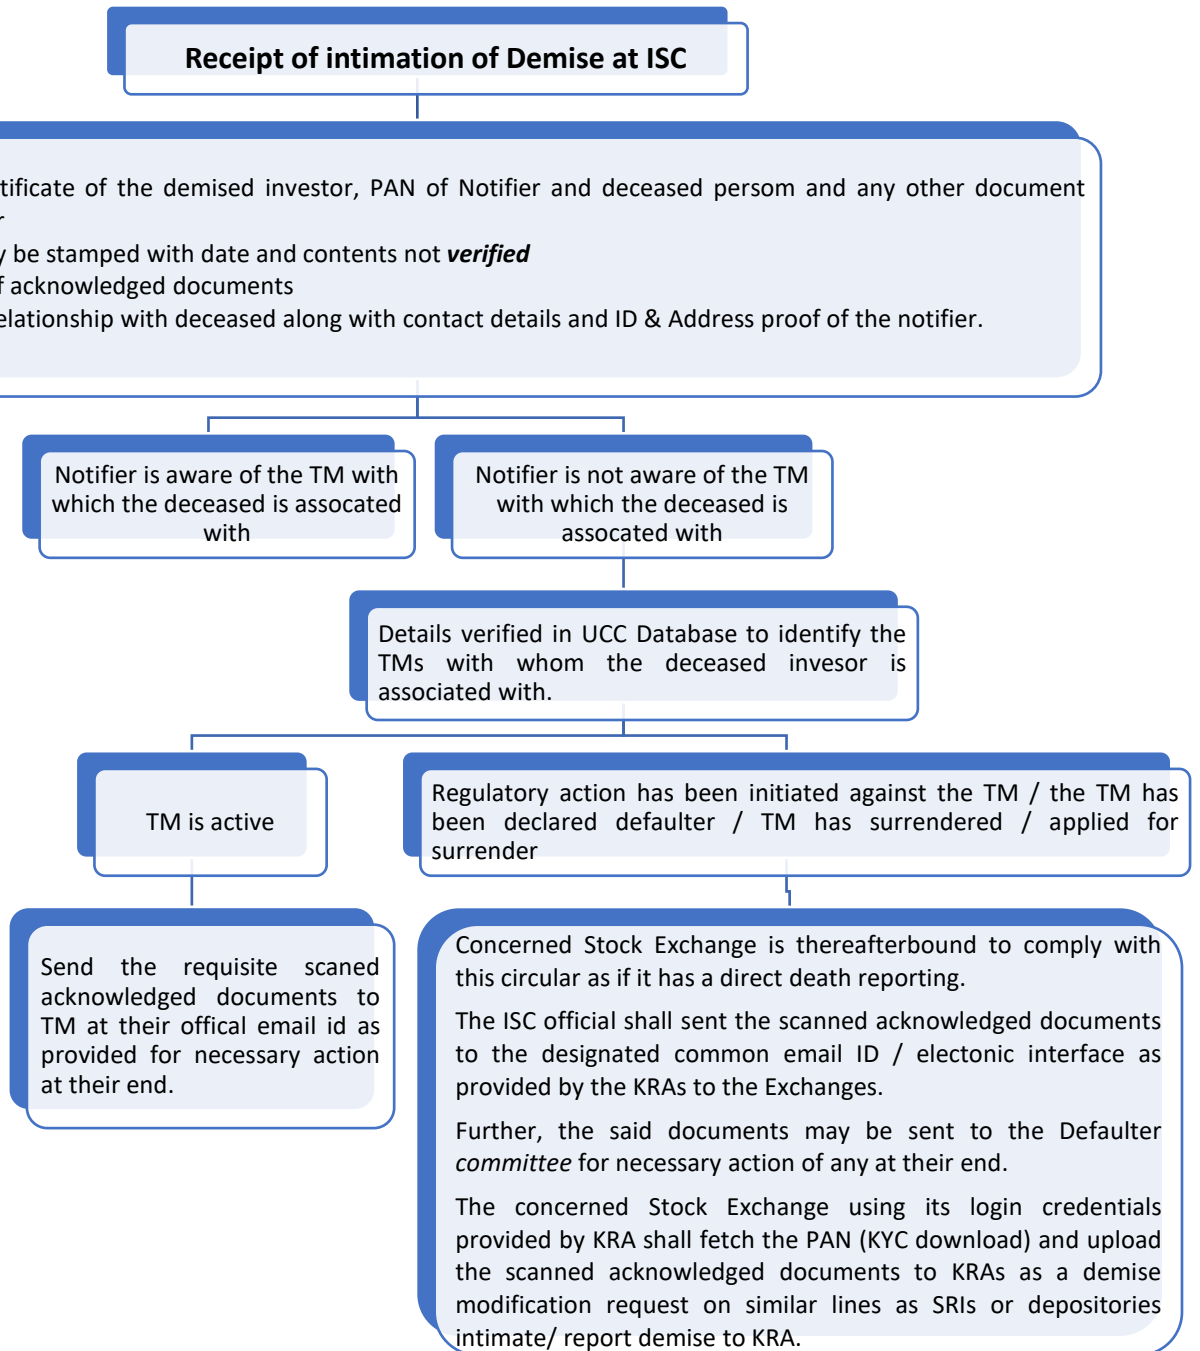 Receipt of intimation of Demise at ISC
tificate of the demised investor, PAN of Notifier and deceased persom and any other document
r
y be stamped with date and contents not verified
f acknowledged documents
elationship with deceased along with contact details and ID & Address proof of the notifier.
Notifier is aware of the TM with
which the deceased is assocated
with
Notifier is not aware of the TM
with which the deceased is
assocated with
Details verified in UCC Database to identify the
TMs with whom the deceased invesor is
associated with.
TM is active
Regulatory action has been initiated against the TM / the TM has
been declared defaulter / TM has surrendered / applied for
surrender
Send the requisite scaned
acknowledged documents to
TM at their offical email id as
provided for necessary action
at their end.
Concerned Stock Exchange is thereafterbound to comply with
this circular as if it has a direct death reporting.
The ISC official shall sent the scanned acknowledged documents
to the designated common email ID / electonic interface as
provided by the KRAs to the Exchanges.
Further, the said documents may be sent to the Defaulter
committee for necessary action of any at their end.
The concerned Stock Exchange using its login credentials
provided by KRA shall fetch the PAN (KYC download) and upload
the scanned acknowledged documents to KRAs as a demise
modification request on similar lines as SRIs or depositories
intimate/ report demise to KRA.